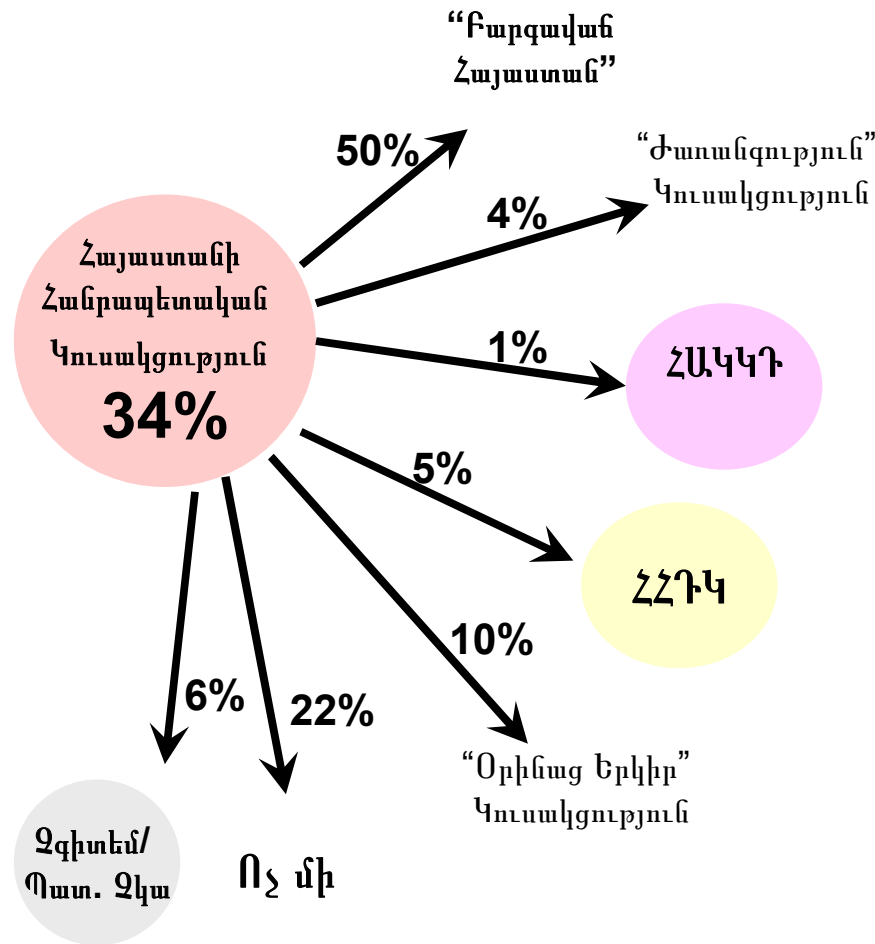 “Բարգավաճ
Հայաստան”
50%
“Ժառանգություն”
Կուսակցություն
4%
Հայաստանի
Հանրապետական
Կուսակցություն
34%
1%
ՀԱԿԿԴ
5%
ՀՀԴԿ
10%
6%
22%
“Օրինաց Երկիր”
Կուսակցություն
Չգիտեմ/
Պատ. Չկա
Ոչ մի